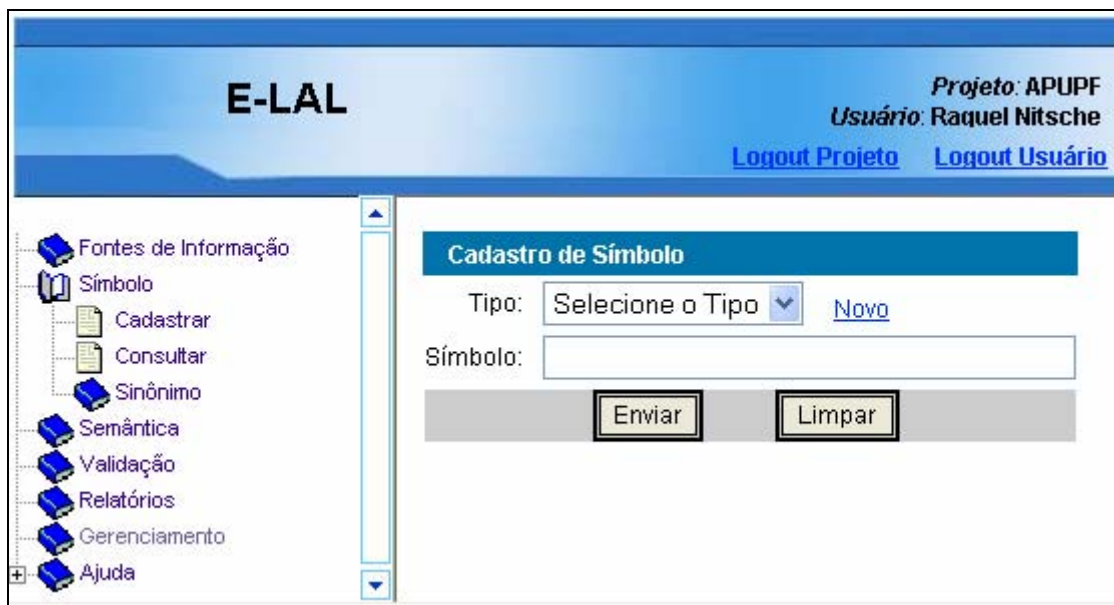 E-LAL
Projeto: APUPF
Usuário: Raquel Nitsche
Logout Projeto Logout Usuário
Fontes de Informação
Símbolo
Cadastrar
Consultar
Sinônimo
Semântica
Validação
Relatórios
Gerenciamento
Ajuda
Cadastro de Símbolo
Tipo: Selecione o Tipo Novo
Símbolo:
Enviar Limpar